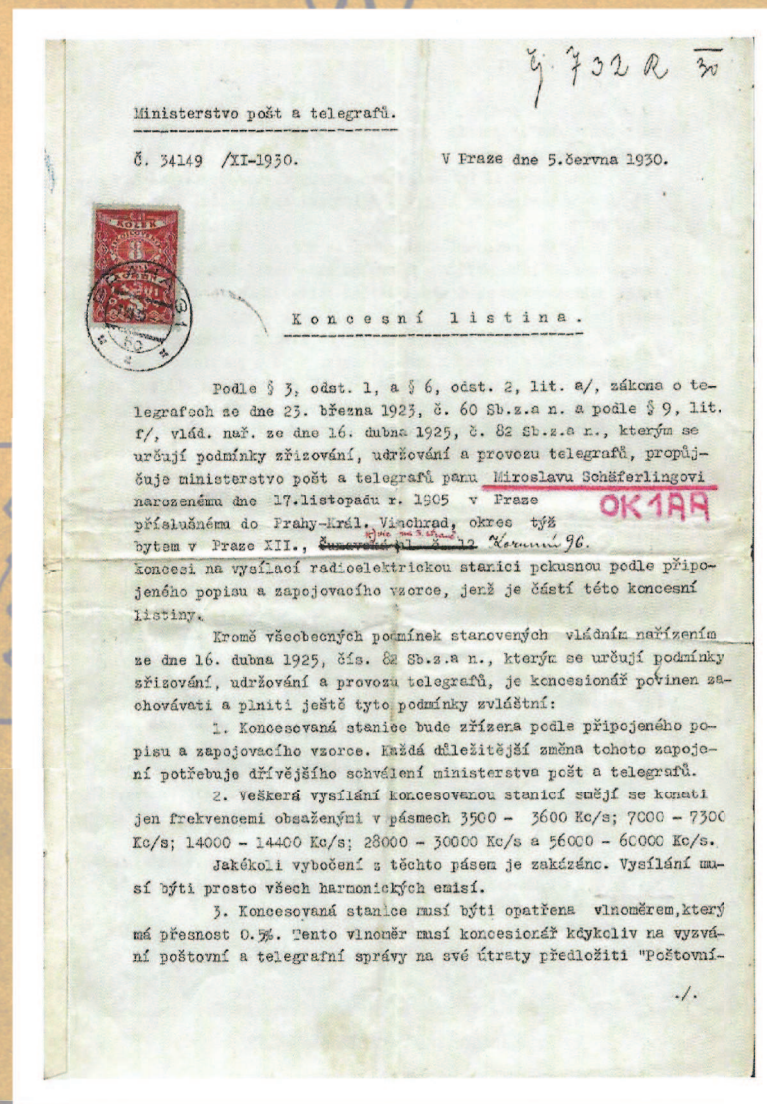 čj. 732 R 30
Ministerstvo pošt a telegrafů.
Č. 34149 /XI-1930.
V Praze dne 5.června 1930.
KOLEK
Koncesní listina.
Podle § 3, odst. 1, a § 6, odst. 2, lit. a/, zákona o te-
legrafech ze dne 23. března 1923, č. 60 Sb.z.a n. a podle § 9, lit.
f/, vlád. nař. ze dne 16. dubna 1925, č. 82 Sb.z.a n., kterým se
určují podmínky zřizování, udržování a provozu telegrafů, propůj-
čuje ministerstvo pošt a telegrafů panu Miroslavu Schäferlingovi
narozenému dne 17.listopadu r. 1905 v Praze
OK1AA
příslušnému do Prahy-Král. Vinohrad, okres týž
bytem v Praze XII., Korunní 96.
koncesi na vysílací radioelektrickou stanici pokusnou podle připo-
jeného popisu a zapojovacího vzorce, jenž je částí této koncesní
listiny.
Kromě všeobecných podmínek stanovených vládním nařízením
ze dne 16. dubna 1925, čís. 82 Sb.z.a n., kterým se určují podmínky
zřizování, udržování a provozu telegrafů, je koncesionář povinen za-
chovávati a plniti ještě tyto podmínky zvláštní:
1. Koncesovaná stanice bude zřízena podle připojeného po-
pisu a zapojovacího vzorce. Každá důležitější změna tohoto zapoje-
ní potřebuje dřívějšího schválení ministerstva pošt a telegrafů.
2. Veškerá vysílání koncesovanou stanicí smějí se konati
jen frekvencemi obsaženými v pásmech 3500 - 3600 Kc/s; 7000 - 7300
Kc/s; 14000 - 14400 Kc/s; 28000 - 30000 Kc/s a 56000 - 60000 Kc/s.
Jakékoli vybočení z těchto pásem je zakázáno. Vysílání mu-
sí býti prosto všech harmonických emisí.
3. Koncesovaná stanice musí býti opatřena vlnoměrem,který
má přesnost 0.5%. Tento vlnoměr musí koncesionář kdykoliv na vyzvá-
ní poštovní a telegrafní správy na své útraty předložiti "Poštovní-
./.